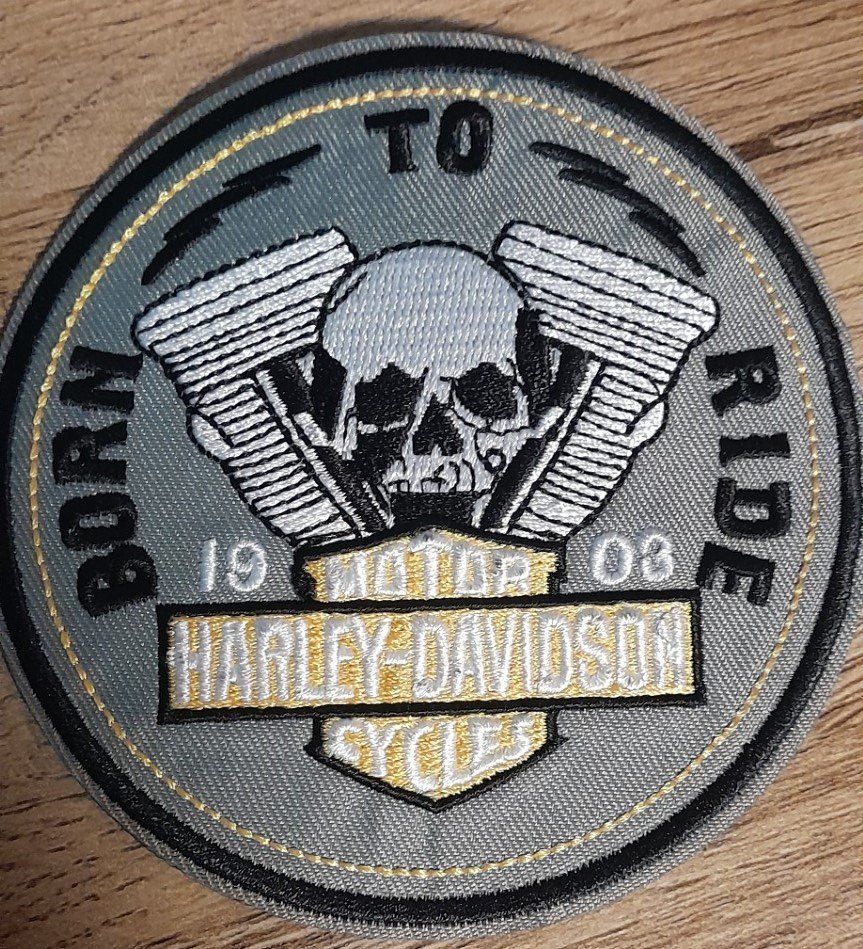 BORN TO RIDE
19 03
MOTOR
HARLEY-DAVIDSON
CYCLES